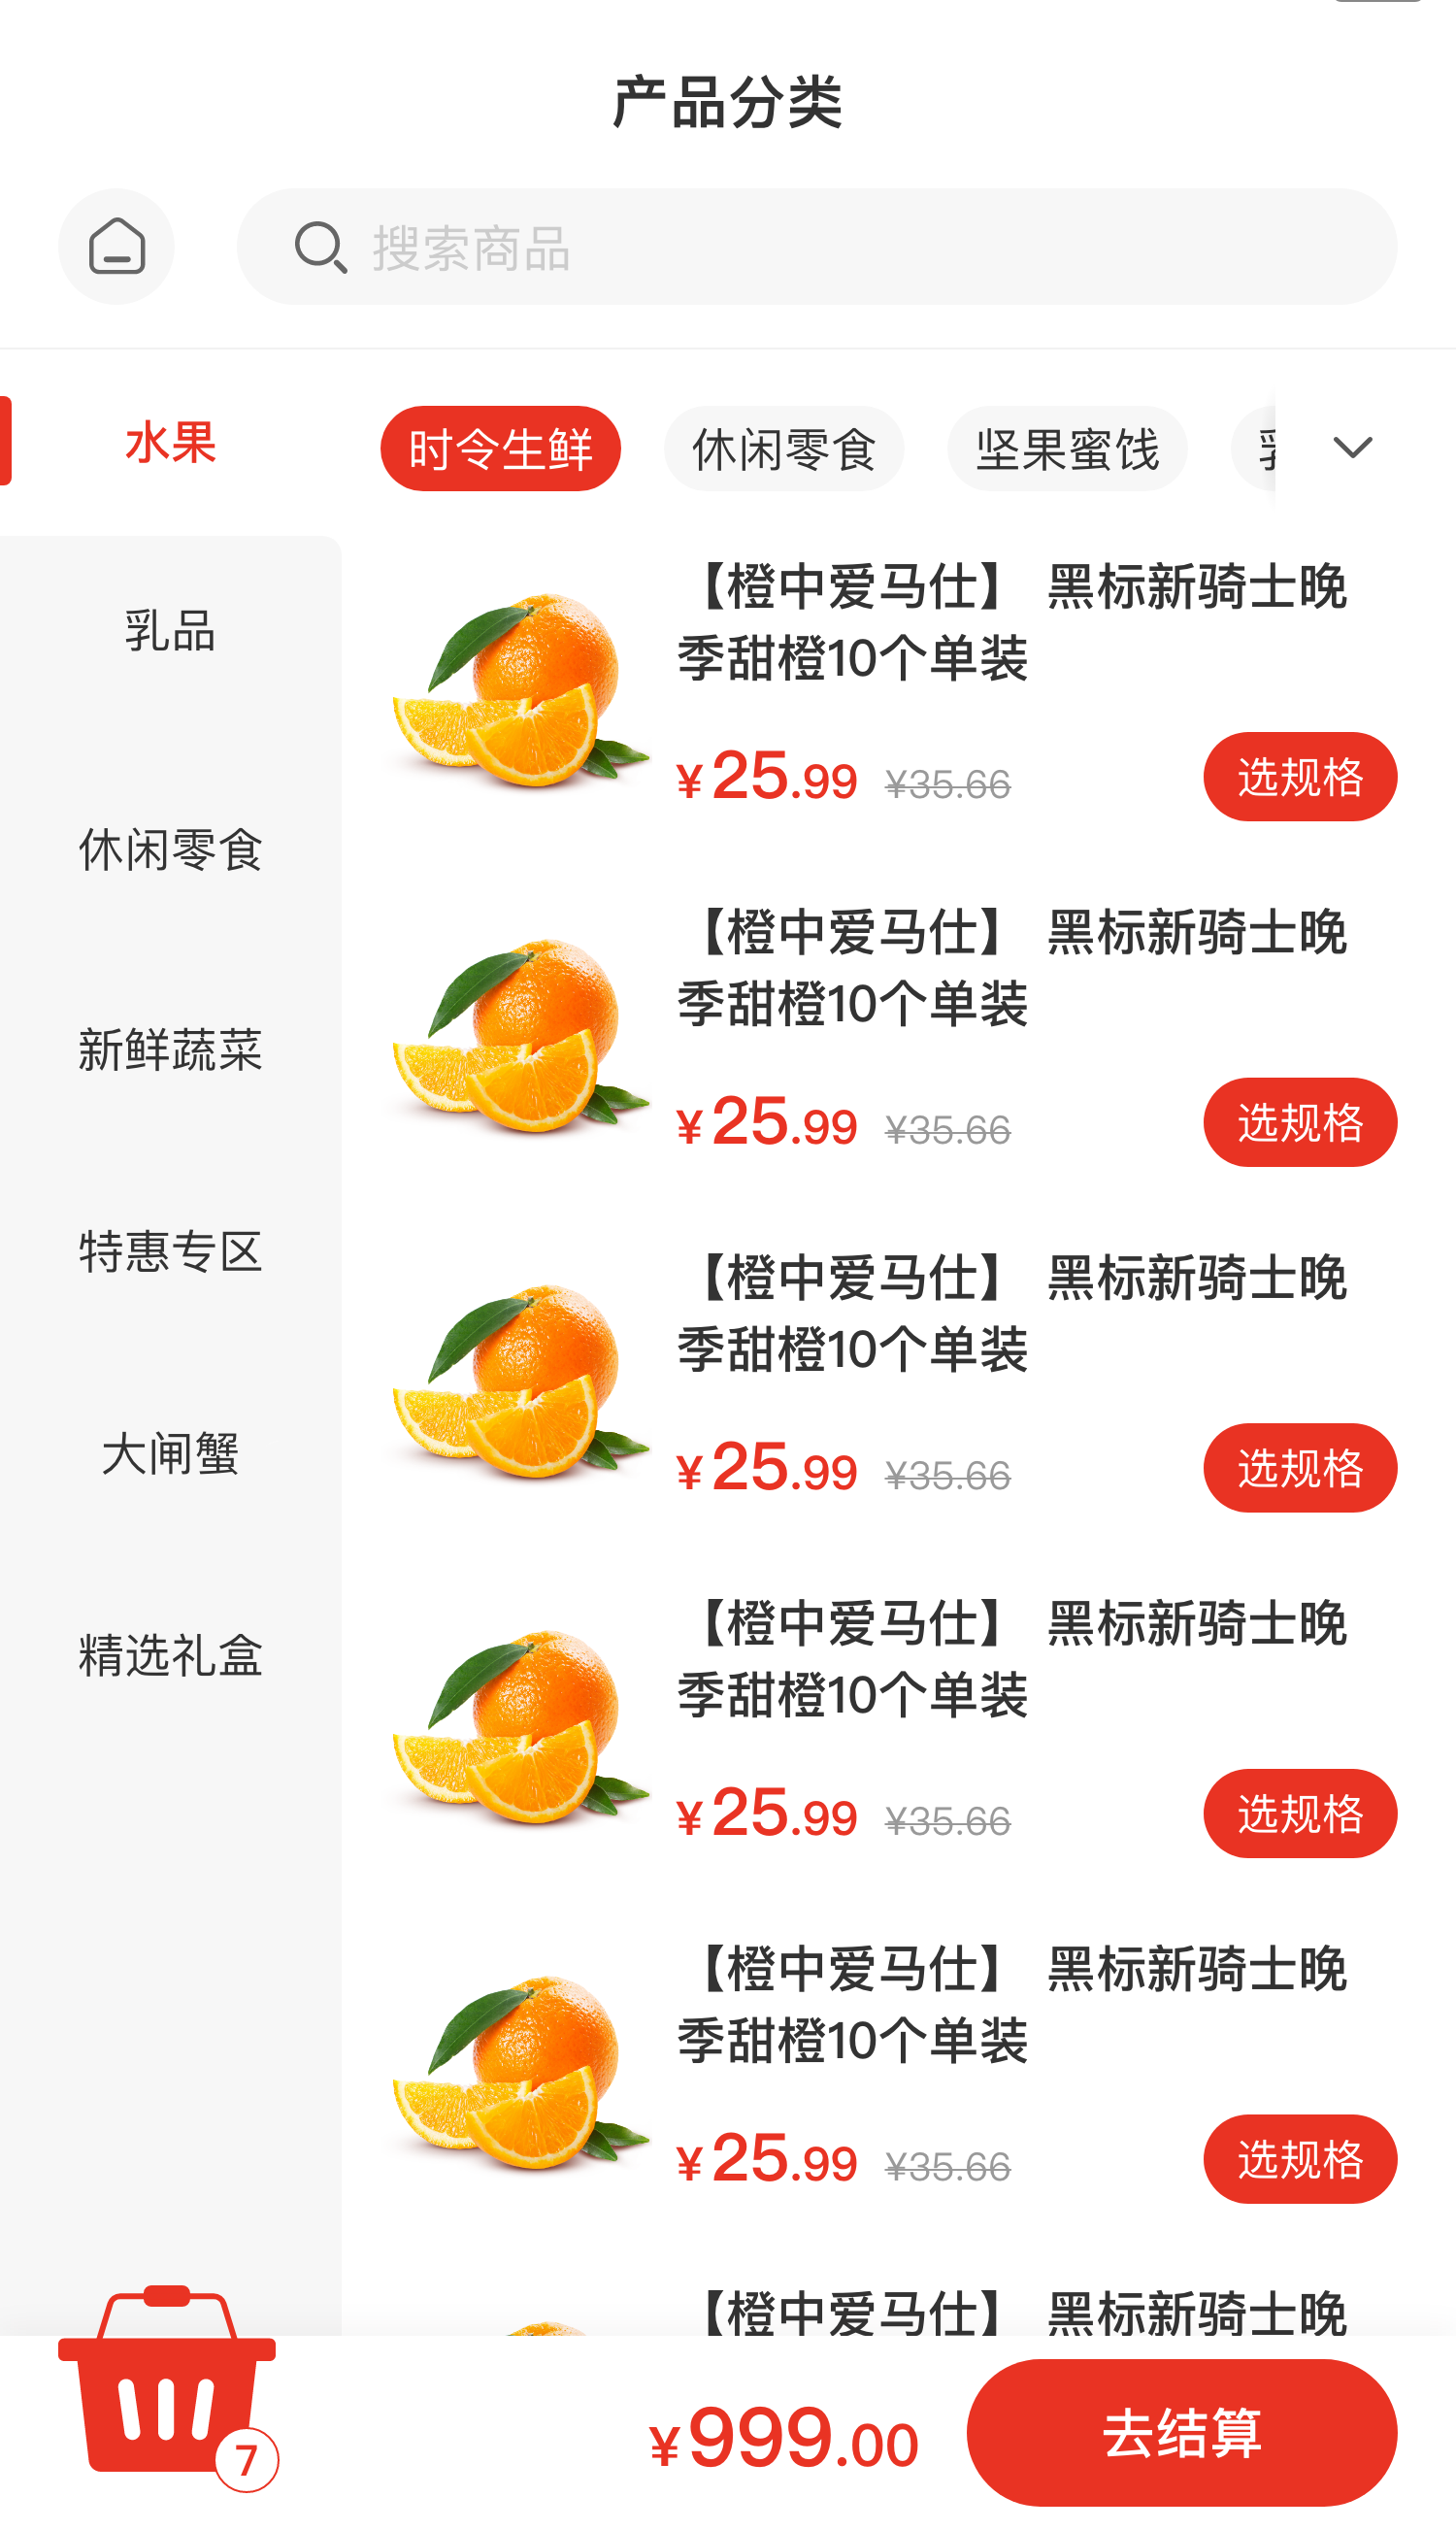 产品分类
搜索商品
水果
时令生鲜 休闲零食 坚果蜜饯
乳品
休闲零食
新鲜蔬菜
特惠专区
大闸蟹
精选礼盒
【橙中爱马仕】 黑标新骑士晚
季甜橙10个单装
¥25.99 ¥35.66 选规格
【橙中爱马仕】 黑标新骑士晚
季甜橙10个单装
¥25.99 ¥35.66 选规格
【橙中爱马仕】 黑标新骑士晚
季甜橙10个单装
¥25.99 ¥35.66 选规格
【橙中爱马仕】 黑标新骑士晚
季甜橙10个单装
¥25.99 ¥35.66 选规格
【橙中爱马仕】 黑标新骑士晚
季甜橙10个单装
¥25.99 ¥35.66 选规格
【橙中爱马仕】 黑标新骑士晚
7
¥999.00 去结算